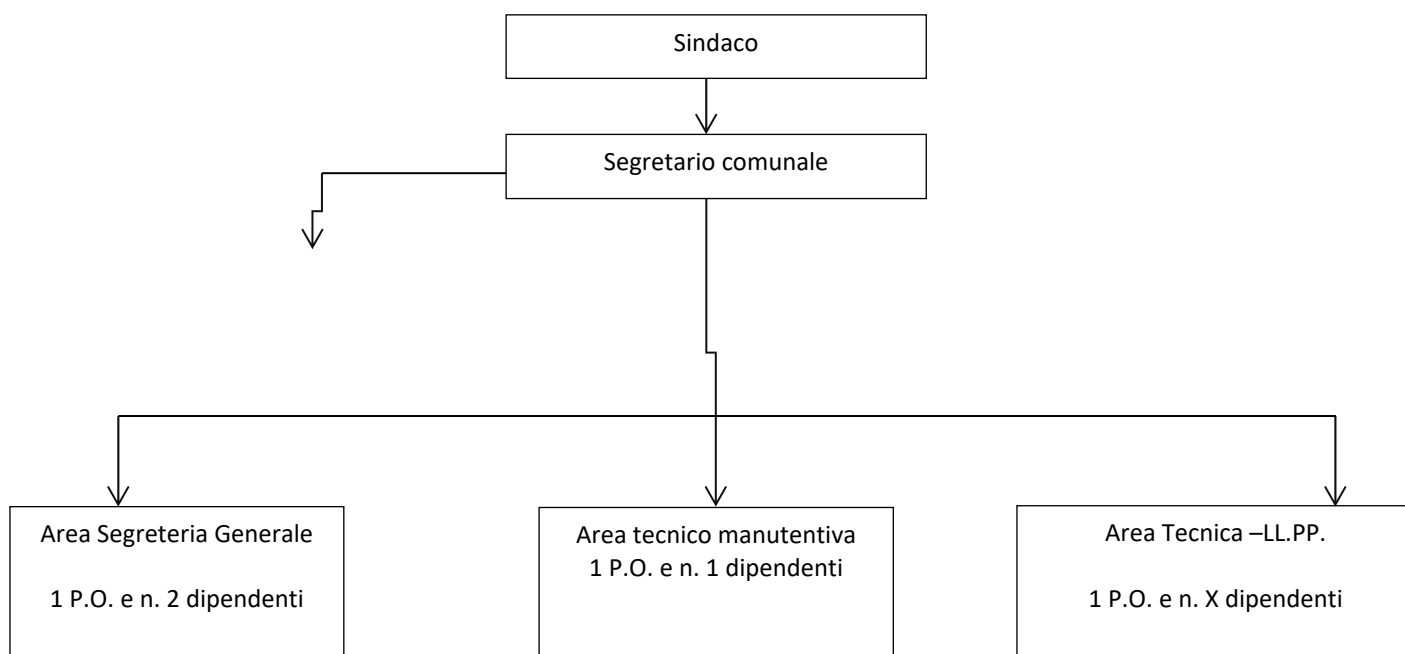 Sindaco
Segretario comunale
Area Segreteria Generale
1 P.O. e n. 2 dipendenti
Area tecnico manutentiva
1 P.O. e n. 1 dipendenti
Area Tecnica –LL.PP.
1 P.O. e n. X dipendenti